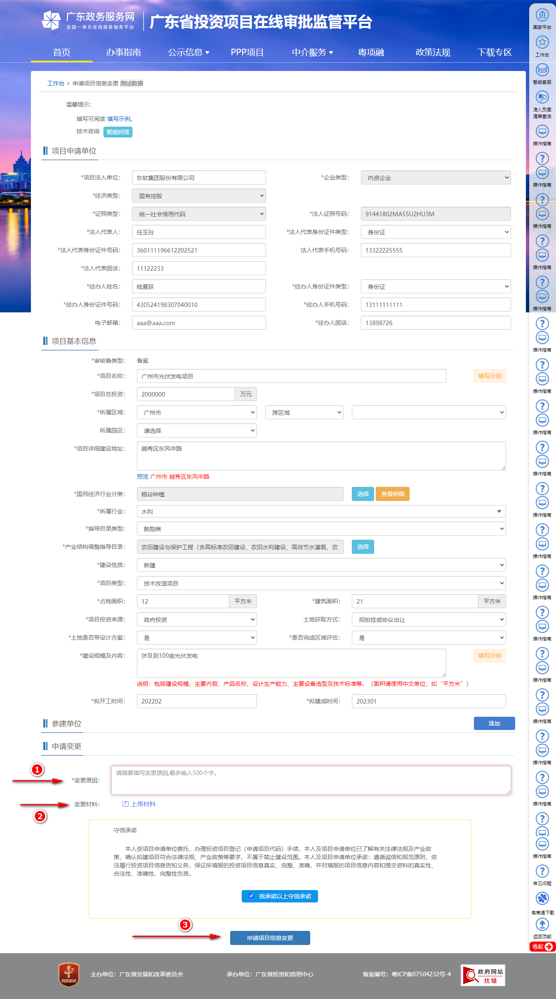 广东政务服务网
全国一体化在线政务服务平台
广东省投资项目在线审批监管平台
首页 办事指南 公示信息 PPP项目 中介服务 粤项融 政策法规 下载专区
工作台 > 申请项目信息变更 测试数据
温馨提示：
填写可阅读 填写示例。
技术咨询 智能问答
项目申请单位
*项目法人单位： 东软集团股份有限公司 *企业类型： 内资企业
*经济类型： 国有控股
*证照类型： 统一社会信用代码 *法人证照号码： 91441802MA55U2HU3M
*法人代表人： 任玉玲 *法人代表身份证件类型： 身份证
*法人代表身份证件号码： 360111196612202521 法人代表手机号码： 13322225555
*法人代表固话： 11122233
*经办人姓名： 钱夏荻 *经办人身份证件类型： 身份证
*经办人身份证件号码： 430524198307040010 *经办人手机号码： 13111111111
电子邮箱： aaa@aaa.com *经办人固话： 13898726
项目基本信息
*审核备类型： 备案
*项目名称： 广州市光伏发电项目 填写示例
*项目总投资： 2000000 万元
*所属区域： 广州市 跨区域
所属园区： 请选择
*项目详细建设地址： 越秀区东风中路
预览 广州市 越秀区东风中路
*国民经济行业分类： 稻谷种植 选择 查看明细
*所属行业： 水利
*指导目录类型： 鼓励类
*产业结构调整指导目录： 农田建设与保护工程（含高标准农田建设、农田水利建设、高效节水灌溉、农 选择
*建设性质： 新建
*项目类型： 技术改造项目
*占地面积： 12 平方米 *建筑面积： 21 平方米
*项目投资来源： 政府投资 土地获取方式： 招拍挂或协议出让
*土地是否带设计方案： 是 *是否完成区域评估： 是
*建设规模及内容： 涉及到100座光伏发电 填写示例
说明：包括建设规模、主要内容、产品名称、设计生产能力、主要设备选型及技术标准等。（面积请使用中文单位，如“平方米”）
*拟开工时间： 202202 *拟建成时间： 202301
参建单位 添加
申请变更
1
*变更原因： 请简要填写变更原因,最多输入500个字。
变更材料： 上传材料
2
守信承诺
本人受项目申请单位委托，办理投资项目登记（申请项目代码）手续，本人及项目申请单位已了解有关法律法规及产业政
策，确认拟建项目符合法律法规、产业政策等要求，不属于禁止建设范围。本人及项目申请单位承诺：遵循诚信和规范原则，依
法履行投资项目信息告知义务，保证所填报的投资项目信息真实、完整、准确，并对填报的项目信息内容和提交资料的真实性、
合法性、准确性、完整性负责。
我承诺以上守信承诺
3
申请项目信息变更
党政机关 主办单位：广东省发展和改革委员会 承办单位：广东省投资和信用中心 备案编号：粤ICP备07504232号-4 政府网站
找错
国家平台
工作台
智能客服
准入负面
清单查询
操作指南
?
操作指南
?
操作指南
?
操作指南
?
操作指南
?
操作指南
?
操作指南
?
操作指南
?
操作指南
?
操作指南
?
操作指南
?
操作指南
?
操作指南
?
操作指南
?
操作指南
?
操作指南
?
操作指南
?
操作指南
?
常见问题
粤商通下载
返回顶部
收起